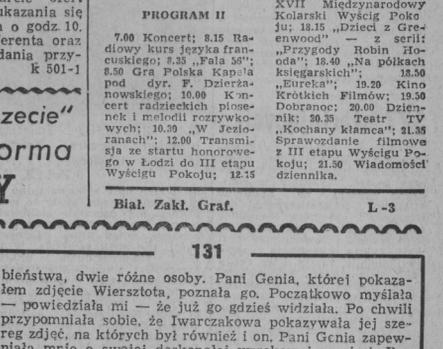 ukazania się
o godz. 10.
ferenta oraz
dania przy-
k 501-1
zecie"
orma
Y
PROGRAM II
7.00 Koncert; 8.15 Ra-
diowy kurs języka fran-
cuskiego; 8.35 „Fala 56";
8.50 Gra Polska Kapela
pod dyr. F. Dzierża-
nowskiego; 10.00 Kon-
cert radzieckich piose-
nek i melodii rozrywko-
wych; 10.30 „W Jezio-
ranach"; 12.00 Transmi-
sja ze startu honorowe-
go w Łodzi do III etapu
Wyścigu Pokoju; 12.15
XVII Międzynarodowy
Kolarski Wyścig Poko
ju; 18.15 „Dzieci z Gre-
enwood" — z serii:
„Przygody Robin Ho-
oda"; 18.40 „Na półkach
księgarskich"; 18.50
„Eureka"; 19.20 Kino
Krótkich Filmów; 19.50
Dobranoc; 20.00 Dzien-
nik; 20.35 Teatr TV
„Kochany kłamca"; 21.35
Sprawozdanie filmowe
z III etapu Wyścigu Po-
koju; 21.50 Wiadomości
dziennika.
Biał. Zakł. Graf. L-3
131
bieństwa, dwie różne osoby. Pani Genia, której pokaza-
łem zdjęcie Wiersztota, poznała go. Początkowo myślała
— powiedziała mi — że już go gdzieś widziała. Po chwili
przypomniała sobie, że Iwarczakowa pokazywała jej sze-
reg zdjęć, na których był również i on. Pani Genia zapew-